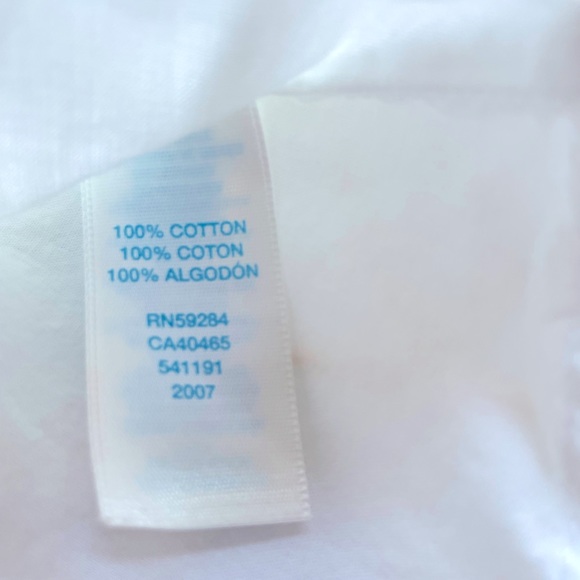 100% COTTON
100% COTON
100% ALGODÓN
RN59284
CA40465
541191
2007